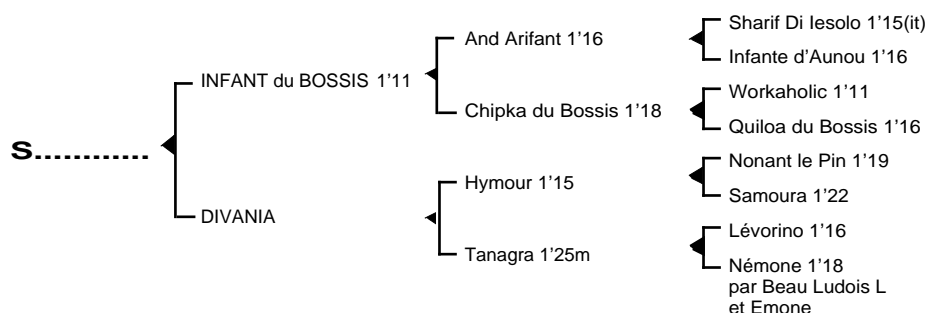 S............
INFANT du BOSSIS 1’11
DIVANIA
And Arifant 1’16
Chipka du Bossis 1’18
Hymour 1’15
Tanagra 1’25m
Sharif Di Iesolo 1’15(it)
Infante d’Aunou 1’16
Workaholic 1’11
Quiloa du Bossis 1’16
Nonant le Pin 1’19
Samoura 1’22
Lévorino 1’16
Némone 1’18
par Beau Ludois L
et Emone